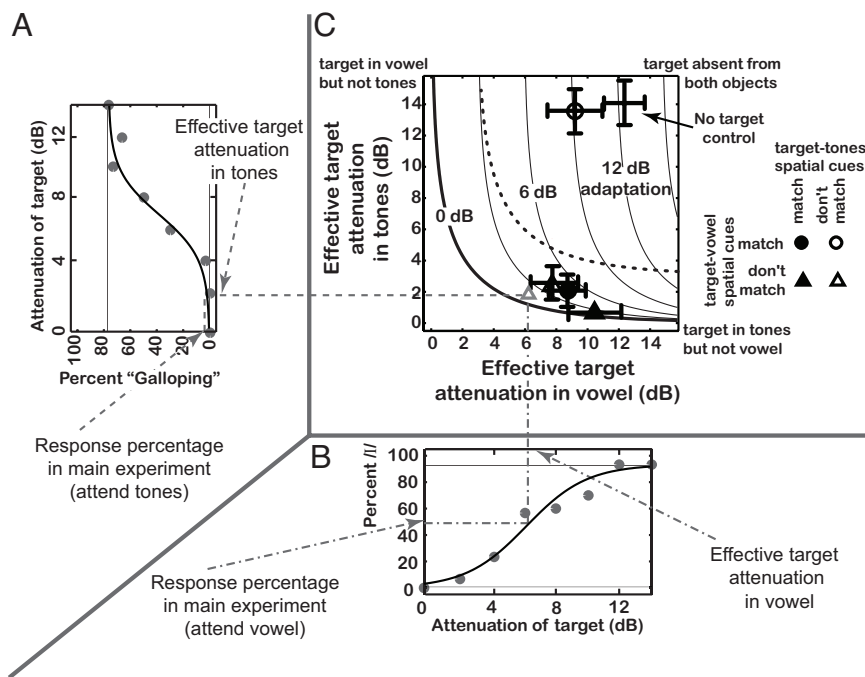 A
Attenuation of target (dB)
12
8
4
0
100
80
60
40
20
0
Percent “Galloping”
Effective target
attenuation
in tones
Response percentage
in main experiment
(attend tones)
C
target in vowel
but not tones
target absent from
both objects
Effective target
attenuation
in tones (dB)
14
12
10
8
6
4
2
0
0 dB
6 dB
12 dB
adaptation
No target
control
target in tones
but not vowel
0 2 4 6 8 10 12 14
Effective target
attenuation in vowel (dB)
target-tones
spatial cues
match
don't
match
target-vowel
spatial cues
match
don't
match
B
Percent /I/
100
80
60
40
20
0
0 4 8 12
Attenuation of target (dB)
Response percentage
in main experiment
(attend vowel)
Effective target
attenuation
in vowel